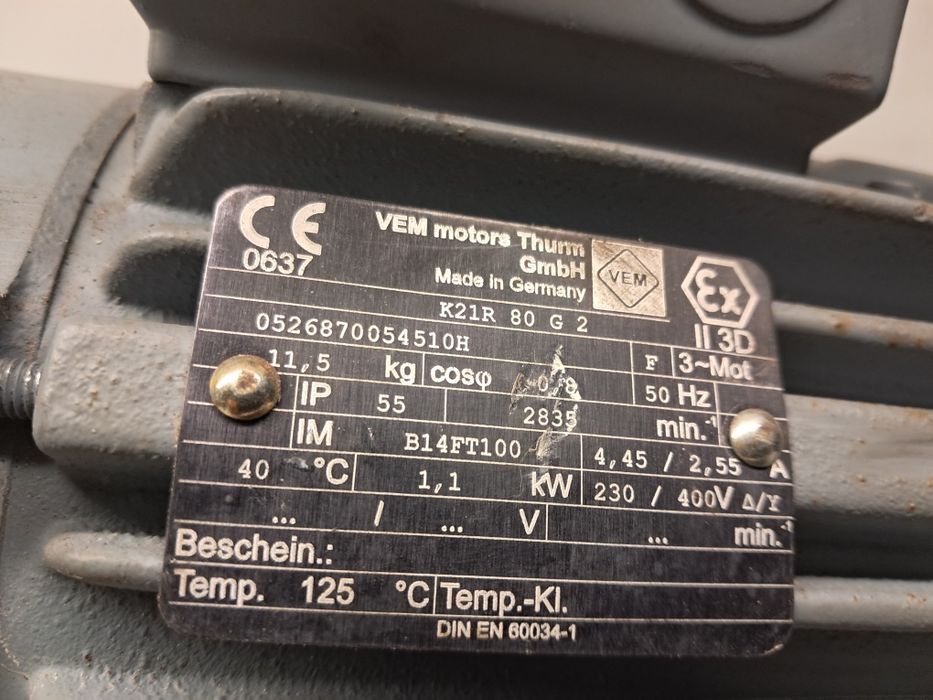 CE VEM motors Thurm
0637 GmbH VEM Ex
Made in Germany
K21R 80 G 2 II 3D
0526870054510H F 3~Mot
11,5 kg cosφ 50 Hz
IP 55 2835 min.-1
IM B14FT100 4,45 / 2,55 A
40 °C 1,1 kW 230 / 400V Δ/Y
... / ... V ... min.-1
Beschein.:
Temp. 125 °C Temp.-Kl.
DIN EN 60034-1